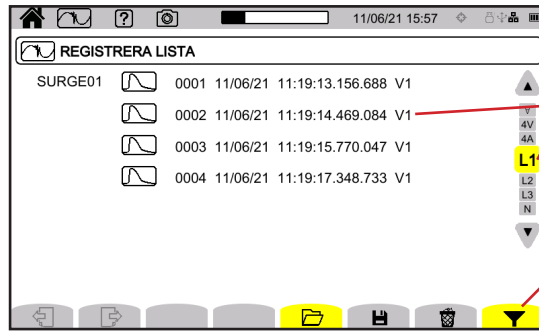 ? 11/06/21 15:57
REGISTRERA LISTA
SURGE01 0001 11/06/21 11:19:13.156.688 V1
0002 11/06/21 11:19:14.469.084 V1
0003 11/06/21 11:19:15.770.047 V1
0004 11/06/21 11:19:17.348.733 V1
∀
4V
4A
L1
L2
L3
N